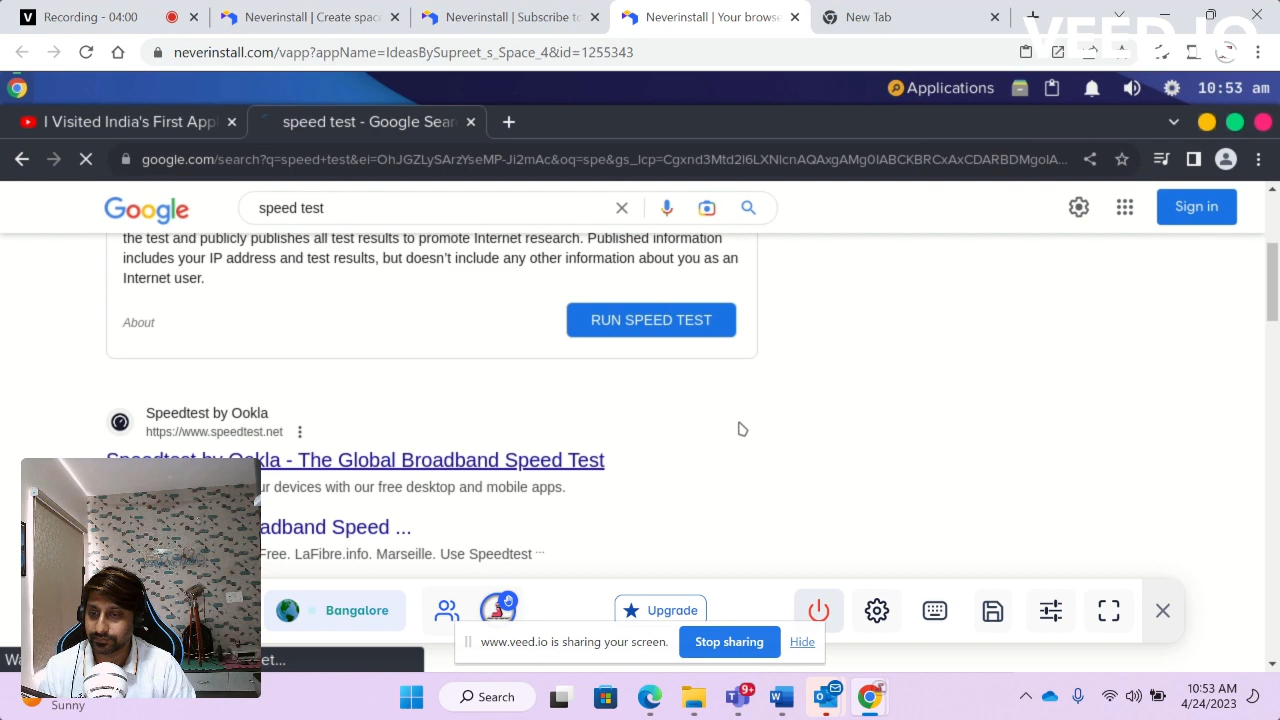 Recording - 04:00
Neverinstall | Create spac
Neverinstall | Subscribe to
Neverinstall | Your browse
New Tab
VEED.IO
neverinstall.com/vapp?appName=IdeasBySupreet_s_Space_4&id=1255343
Applications
10:53 am
I Visited India's First Appl
speed test - Google Sear
google.com/search?q=speed+test&ei=OhJGZLySArzYseMP-Ji2mAc&oq=spe&gs_lcp=Cgxnd3Mtd2l6LXNlcnAQAxgAMg0IABCKBRCxAxCDARBDMgoIA...
Google
speed test
Sign in
the test and publicly publishes all test results to promote Internet research. Published information
includes your IP address and test results, but doesn't include any other information about you as an
Internet user.
About
RUN SPEED TEST
Speedtest by Ookla
https://www.speedtest.net
Speedtest by Ookla - The Global Broadband Speed Test
ur devices with our free desktop and mobile apps.
adband Speed ...
Free. LaFibre.info. Marseille. Use Speedtest ...
Bangalore
Upgrade
www.veed.io is sharing your screen.
Stop sharing
Hide
Wa
et...
Sunny
Search
9+
10:53 AM
4/24/2023